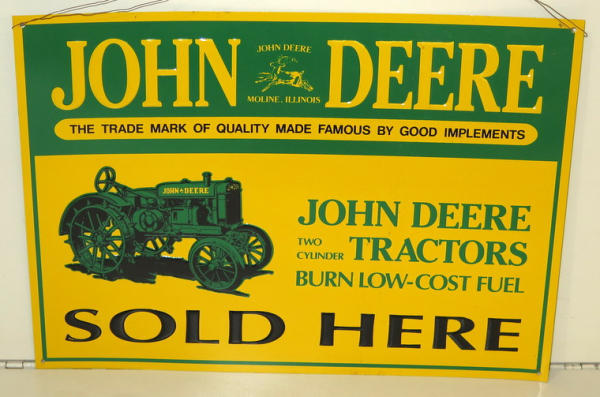 JOHN DEERE
JOHN DEERE
MOLINE, ILLINOIS
THE TRADE MARK OF QUALITY MADE FAMOUS BY GOOD IMPLEMENTS
JOHN DEERE
JOHN DEERE
TWO CYLINDER TRACTORS
BURN LOW-COST FUEL
SOLD HERE